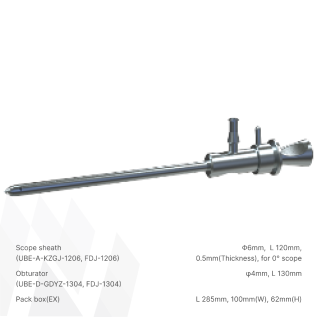 Scope sheath
(UBE-A-KZGJ-1206, FDJ-1206)
Φ6mm, L 120mm,
0.5mm(Thickness), for 0° scope
Obturator
(UBE-D-GDYZ-1304, FDJ-1304)
φ4mm, L 130mm
Pack box(EX)
L 285mm, 100mm(W), 62mm(H)